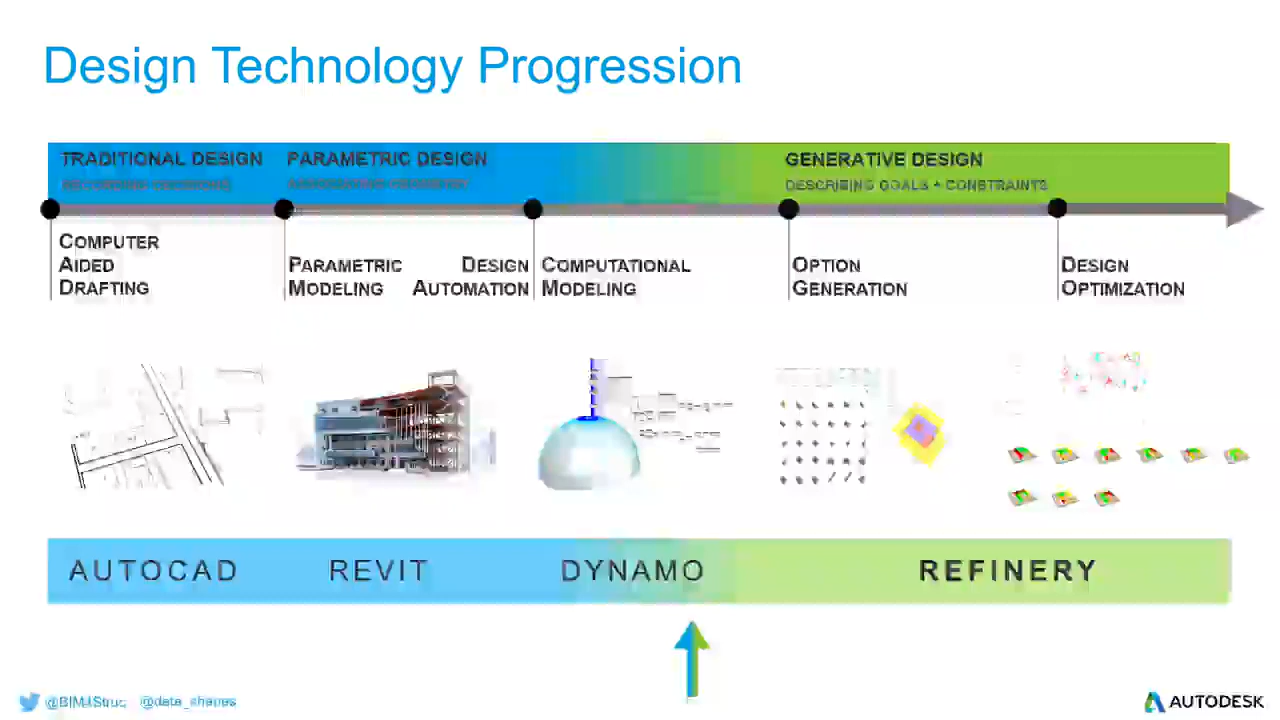 Design Technology Progression
TRADITIONAL DESIGN
PARAMETRIC DESIGN
GENERATIVE DESIGN
DESCRIBING GOALS + CONSTRAINTS
COMPUTER
AIDED
DRAFTING
PARAMETRIC
MODELING
DESIGN
AUTOMATION
COMPUTATIONAL
MODELING
OPTION
GENERATION
DESIGN
OPTIMIZATION
AUTOCAD
REVIT
DYNAMO
REFINERY
AUTODESK